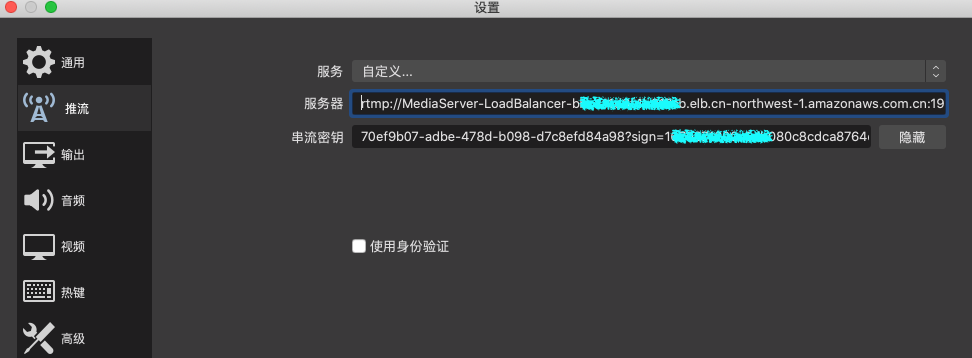 设置
通用
服务
自定义...
推流
服务器
rtmp://MediaServer-LoadBalancer-b
b.elb.cn-northwest-1.amazonaws.com.cn:19
串流密钥
70ef9b07-adbe-478d-b098-d7c8efd84a98?sign=1
080c8cdca8764
隐藏
输出
音频
视频
使用身份验证
热键
高级